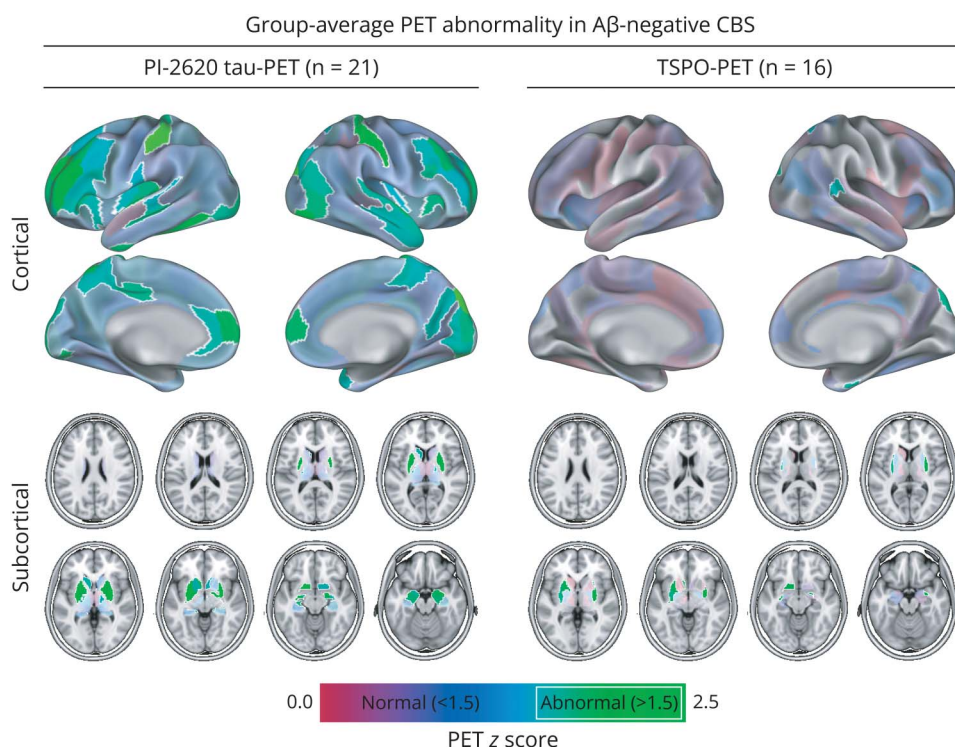 Group-average PET abnormality in Aβ-negative CBS
PI-2620 tau-PET (n = 21)
TSPO-PET (n = 16)
Cortical
Subcortical
0.0 Normal (<1.5) Abnormal (>1.5) 2.5
PET z score